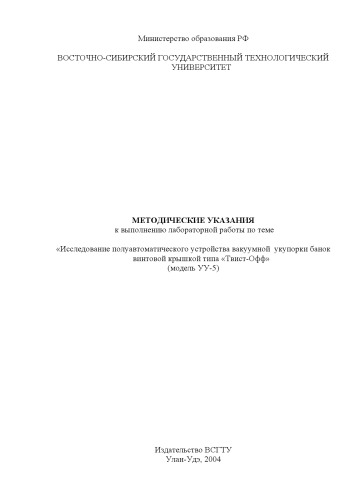 Министерство образования РФ
ВОСТОЧНО-СИБИРСКИЙ ГОСУДАРСТВЕННЫЙ ТЕХНОЛОГИЧЕСКИЙ
УНИВЕРСИТЕТ
МЕТОДИЧЕСКИЕ УКАЗАНИЯ
к выполнению лабораторной работы по теме
«Исследование полуавтоматического устройства вакуумной укупорки банок
винтовой крышкой типа «Твист-Офф»
(модель УУ-5)
Издательство ВСГТУ
Улан-Удэ, 2004